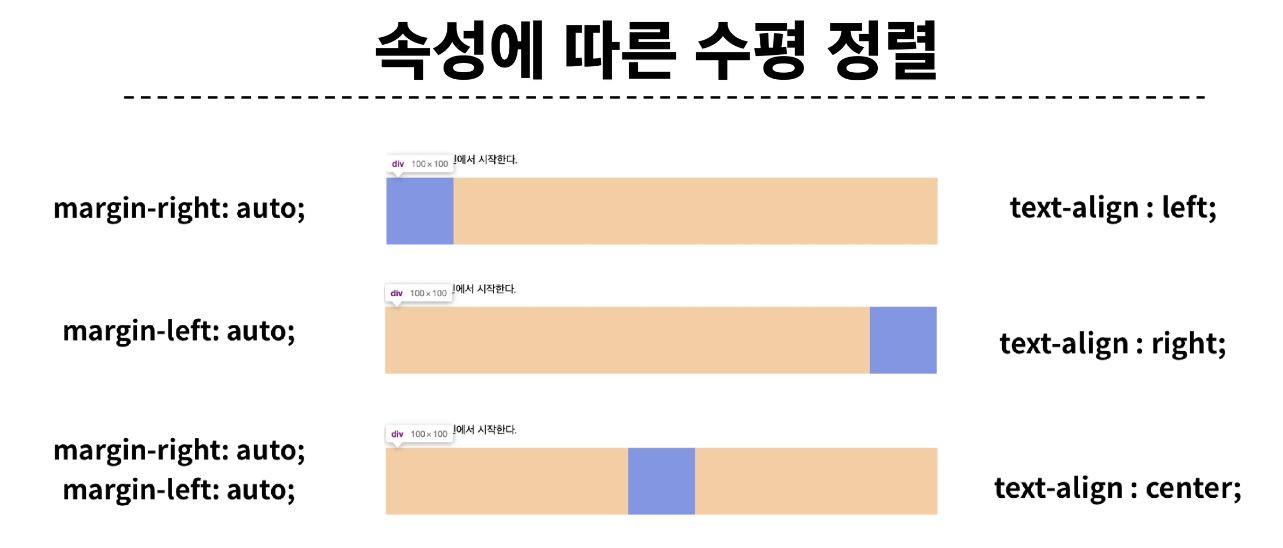 속성에 따른 수평 정렬
div 100 × 100
에서 시작한다.
margin-right: auto;
text-align : left;
div 100 × 100
에서 시작한다.
margin-left: auto;
text-align : right;
div 100 × 100
에서 시작한다.
margin-right: auto;
margin-left: auto;
text-align : center;